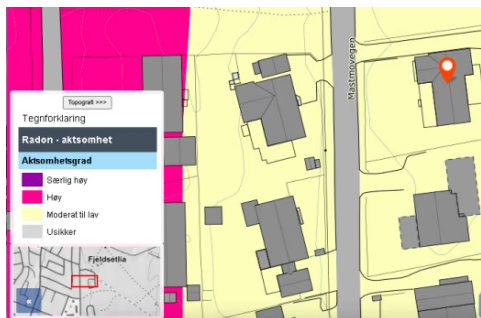 Mastmovegen
Topografi >>>
Tegnforklaring
Radon - aktsomhet
Aktsomhetsgrad
Særlig høy
Høy
Moderat til lav
Usikker
Fjeldsetlia
«